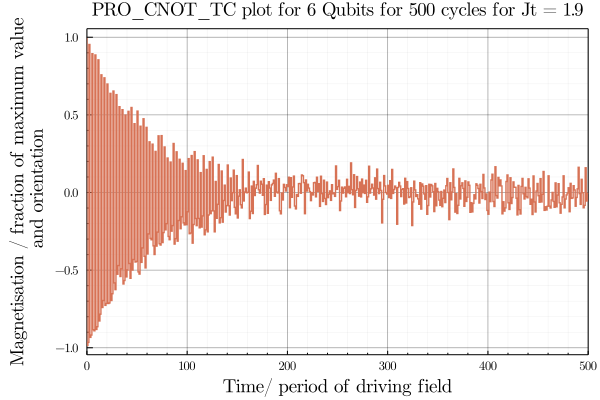 PRO_CNOT_TC plot for 6 Qubits for 500 cycles for Jt = 1.9
Magnetisation / fraction of maximum value
and orientation
1.0
0.5
0.0
−0.5
−1.0
0
100
200
300
400
500
Time/ period of driving field